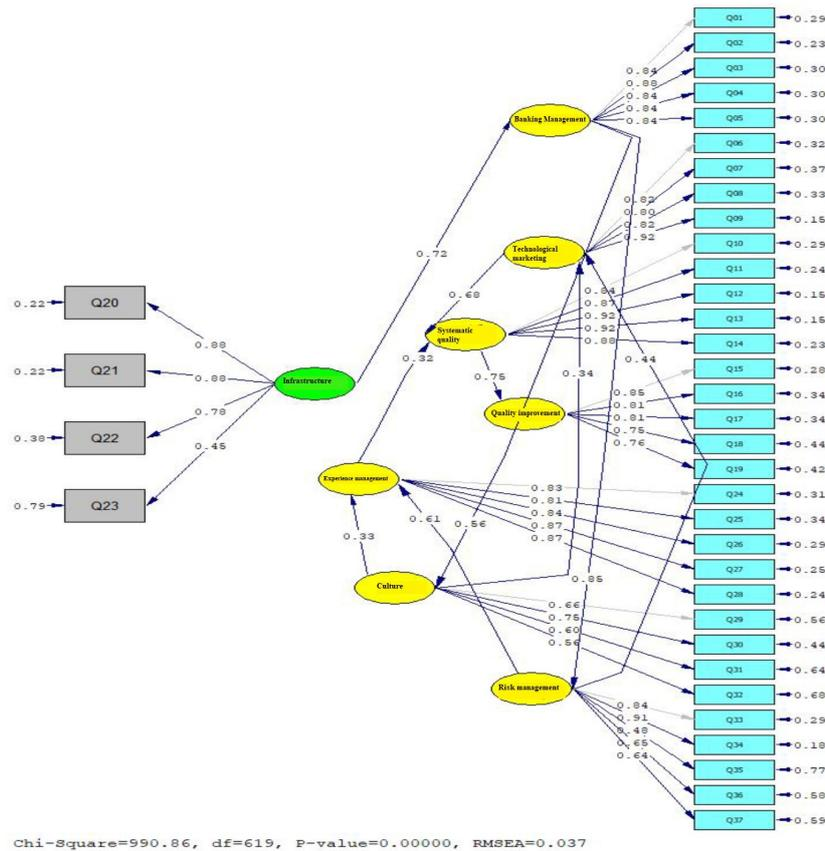 Q01
0.29
Q02
0.23
0.84
Q03
0.30
0.88
0.84
Q04
0.30
0.84
0.84
Q05
0.30
Banking Management
Q06
0.32
Q07
0.37
0.82
Q08
0.33
0.80
0.82
Q09
0.15
0.92
0.72
Technological
marketing
Q10
0.29
Q11
0.24
0.68
0.84
0.87
Q12
0.15
0.92
Q13
0.15
0.92
0.88
Q14
0.23
Systematic
quality
0.32
0.44
0.22
Q20
0.88
Q15
0.28
0.34
0.75
0.22
Q21
0.88
Infrastructure
0.85
Q16
0.34
0.81
0.81
Q17
0.34
Quality improvement
0.75
0.76
Q18
0.44
0.38
Q22
0.78
0.45
Q19
0.42
Experience management
0.83
Q24
0.31
0.79
Q23
0.81
0.84
Q25
0.34
0.87
0.87
Q26
0.29
0.33
0.61
0.56
Q27
0.25
Culture
0.85
Q28
0.24
0.66
0.75
Q29
0.56
0.60
0.56
Q30
0.44
Q31
0.64
Risk management
Q32
0.68
0.84
Q33
0.29
0.91
0.48
Q34
0.18
0.65
0.64
Q35
0.77
Q36
0.58
Q37
0.59
Chi-Square=990.86, df=619, P-value=0.00000, RMSEA=0.037